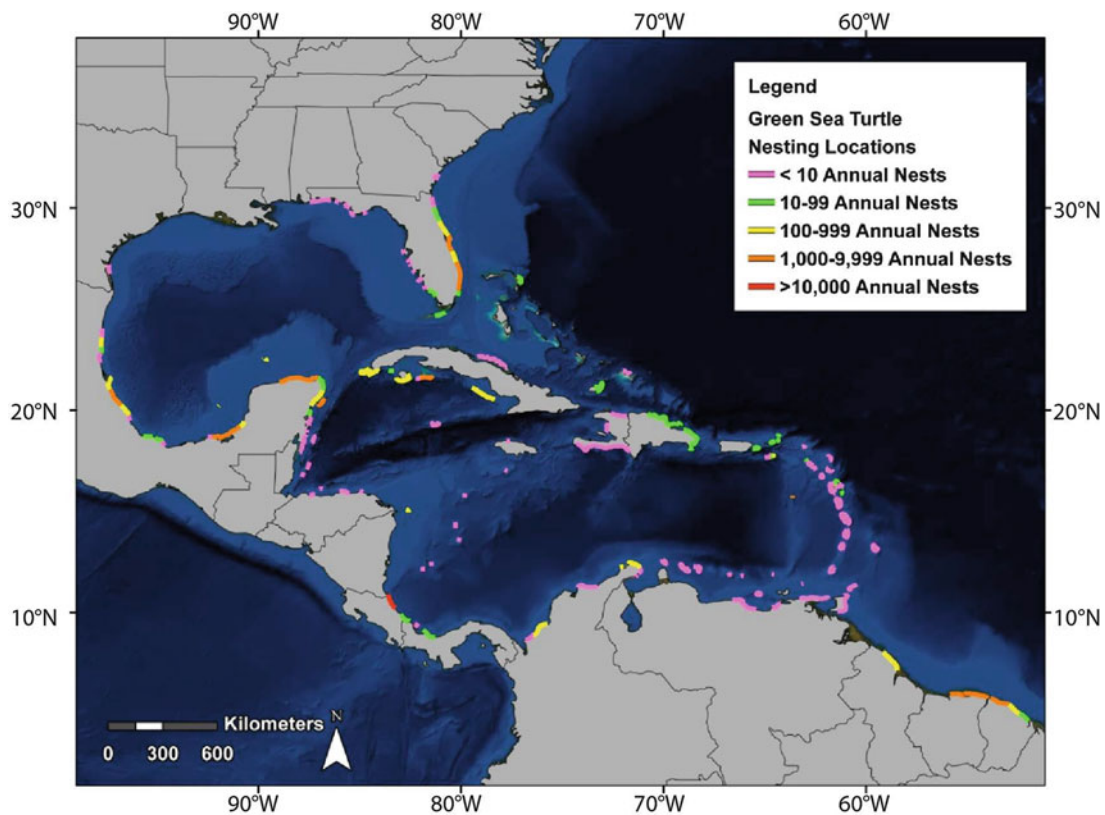 90°W 80°W 70°W 60°W
Legend
Green Sea Turtle
Nesting Locations
< 10 Annual Nests
10-99 Annual Nests
100-999 Annual Nests
1,000-9,999 Annual Nests
>10,000 Annual Nests
30°N 30°N
20°N 20°N
10°N 10°N
Kilometers N
0 300 600
90°W 80°W 70°W 60°W